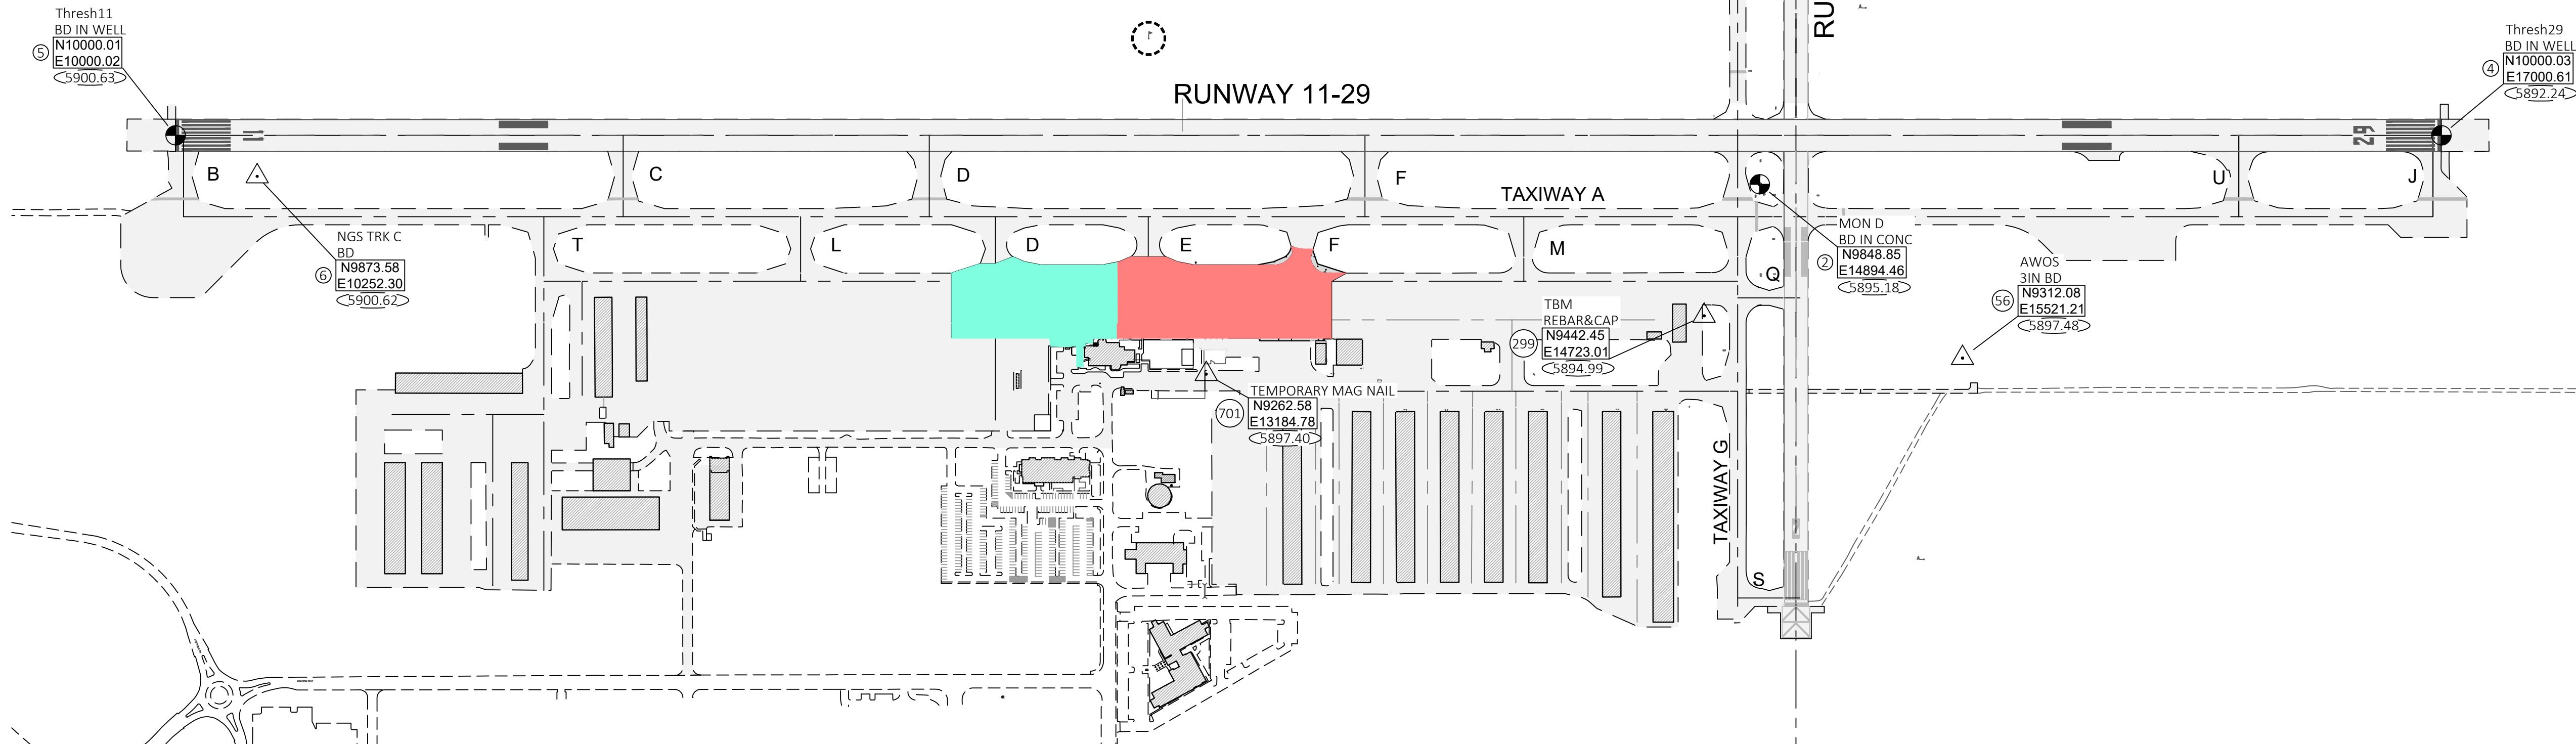 Thresh11
BD IN WELL
5
N10000.01
E10000.02
5900.63
RU
Thresh29
BD IN WELL
4
N10000.03
E17000.61
5892.24
RUNWAY 11-29
11
29
B
C
D
F
TAXIWAY A
U
J
NGS TRK C
BD
6
N9873.58
E10252.30
5900.62
T
L
D
E
F
M
Q
MON D
BD IN CONC
2
N9848.85
E14894.46
5895.18
AWOS
3IN BD
56
N9312.08
E15521.21
5897.48
TBM
REBAR&CAP
299
N9442.45
E14723.01
5894.99
TEMPORARY MAG NAIL
701
N9262.58
E13184.78
5897.40
TAXIWAY G
S